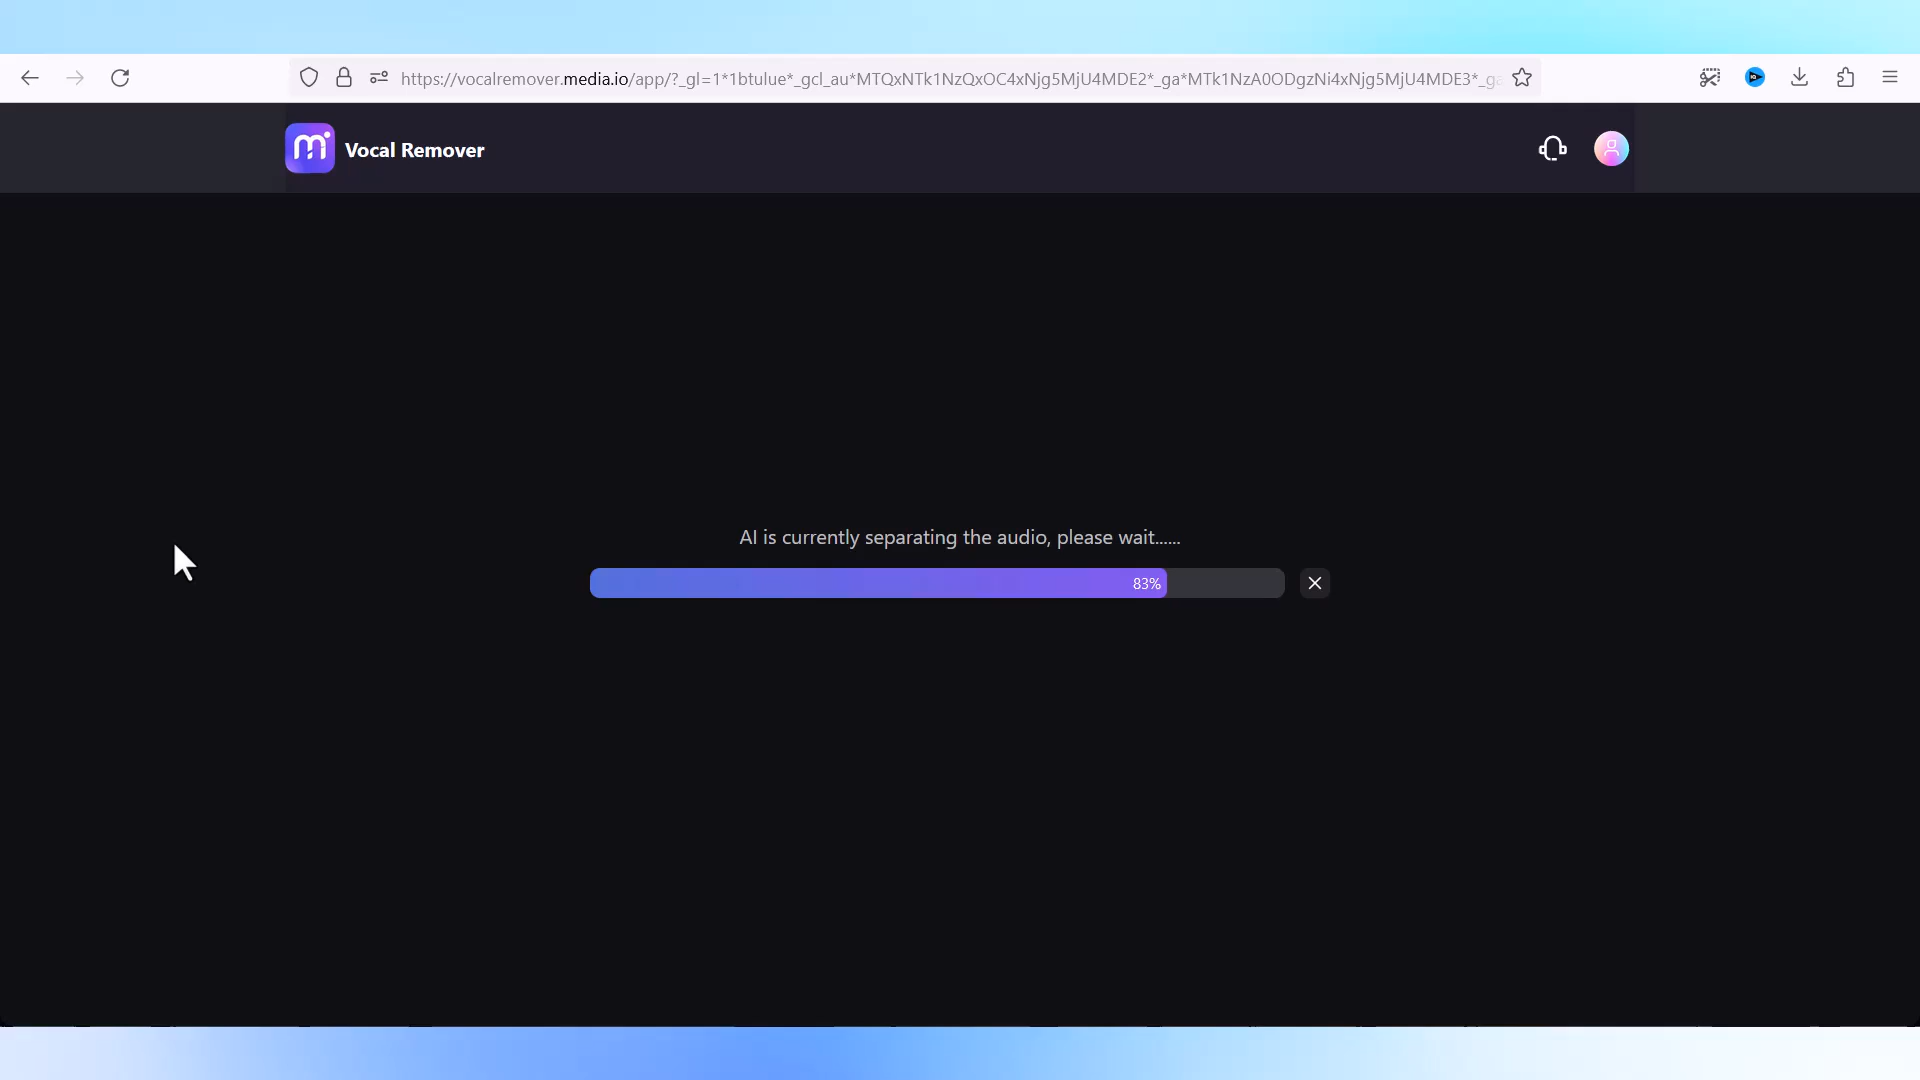 https://vocalremover.media.io/app/?_gl=1*1btulue*_gcl_au*MTQxNTk1NzQxOC4xNjg5MjU4MDE2*_ga*MTk1NzA0ODgzNi4xNjg5MjU4MDE3*_ga
m
Vocal Remover
AI is currently separating the audio, please wait......
83%